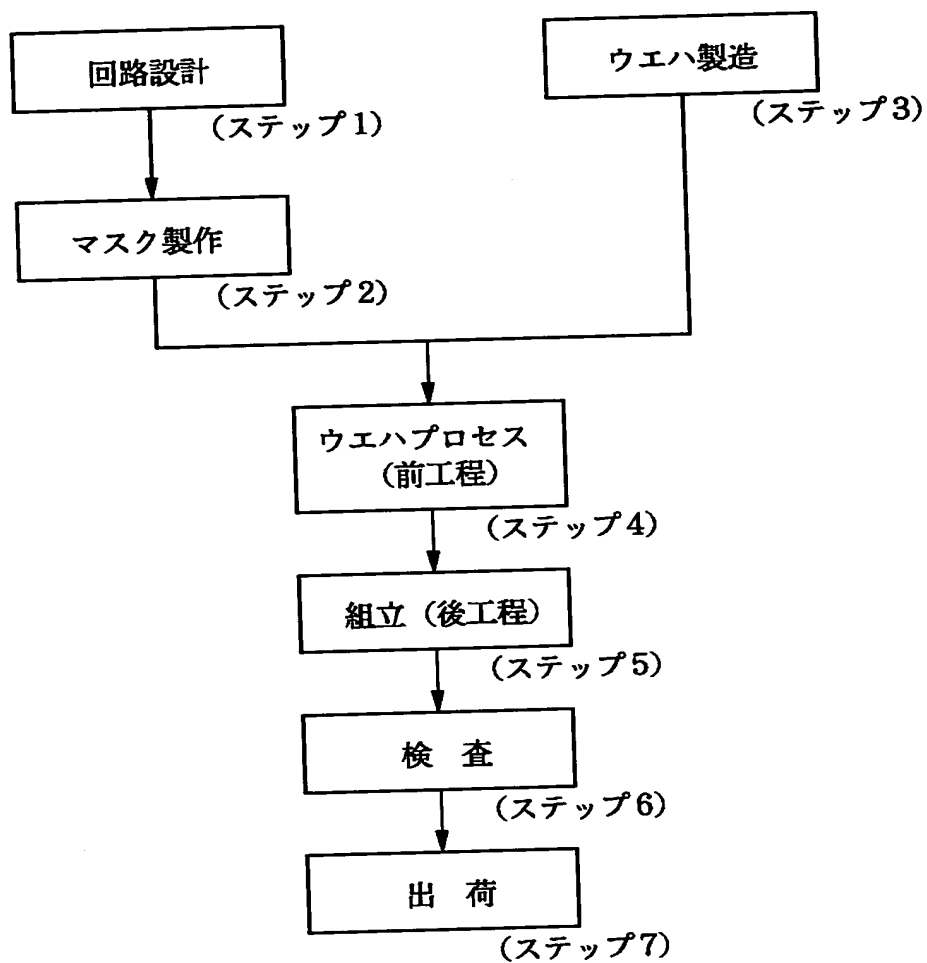 回路設計
(ステップ1)
マスク製作
(ステップ2)
ウエハ製造
(ステップ3)
ウエハプロセス
(前工程)
(ステップ4)
組立(後工程)
(ステップ5)
検 査
(ステップ6)
出 荷
(ステップ7)